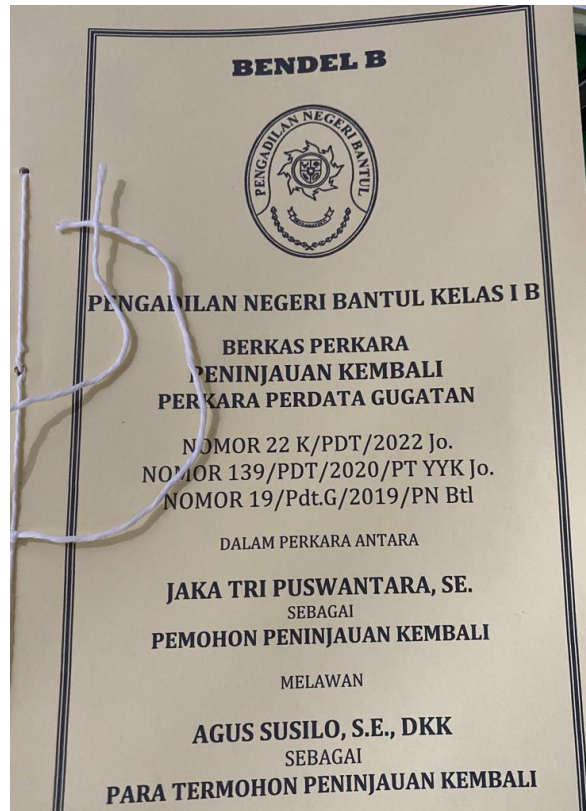 BENDEL B
PENGADILAN NEGERI BANTUL
PENGADILAN NEGERI BANTUL KELAS I B
BERKAS PERKARA
PENINJAUAN KEMBALI
PERKARA PERDATA GUGATAN
NOMOR 22 K/PDT/2022 Jo.
NOMOR 139/PDT/2020/PT YYK Jo.
NOMOR 19/Pdt.G/2019/PN Btl
DALAM PERKARA ANTARA
JAKA TRI PUSWANTARA, SE.
SEBAGAI
PEMOHON PENINJAUAN KEMBALI
MELAWAN
AGUS SUSILO, S.E., DKK
SEBAGAI
PARA TERMOHON PENINJAUAN KEMBALI